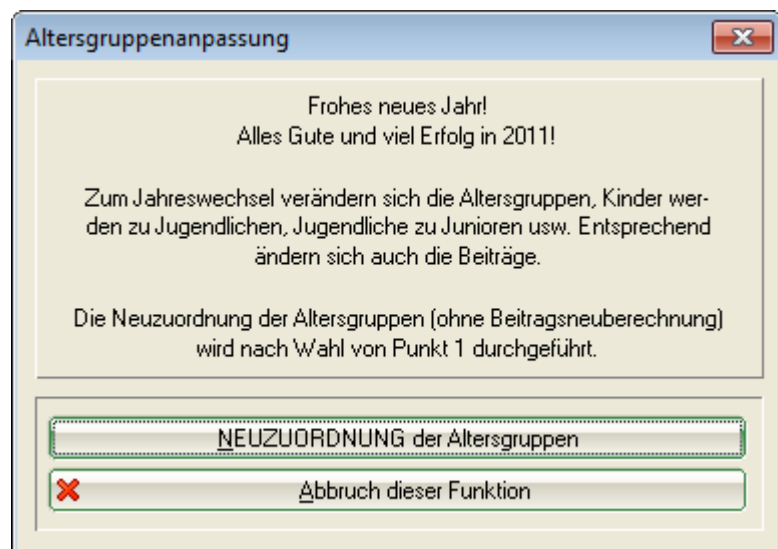 Altersgruppenanpassung
Frohes neues Jahr!
Alles Gute und viel Erfolg in 2011!
Zum Jahreswechsel verändern sich die Altersgruppen, Kinder wer-
den zu Jugendlichen, Jugendliche zu Junioren usw. Entsprechend
ändern sich auch die Beiträge.
Die Neuzuordnung der Altersgruppen (ohne Beitragsneuberechnung)
wird nach Wahl von Punkt 1 durchgeführt.
NEUZUORDNUNG der Altersgruppen
Abbruch dieser Funktion